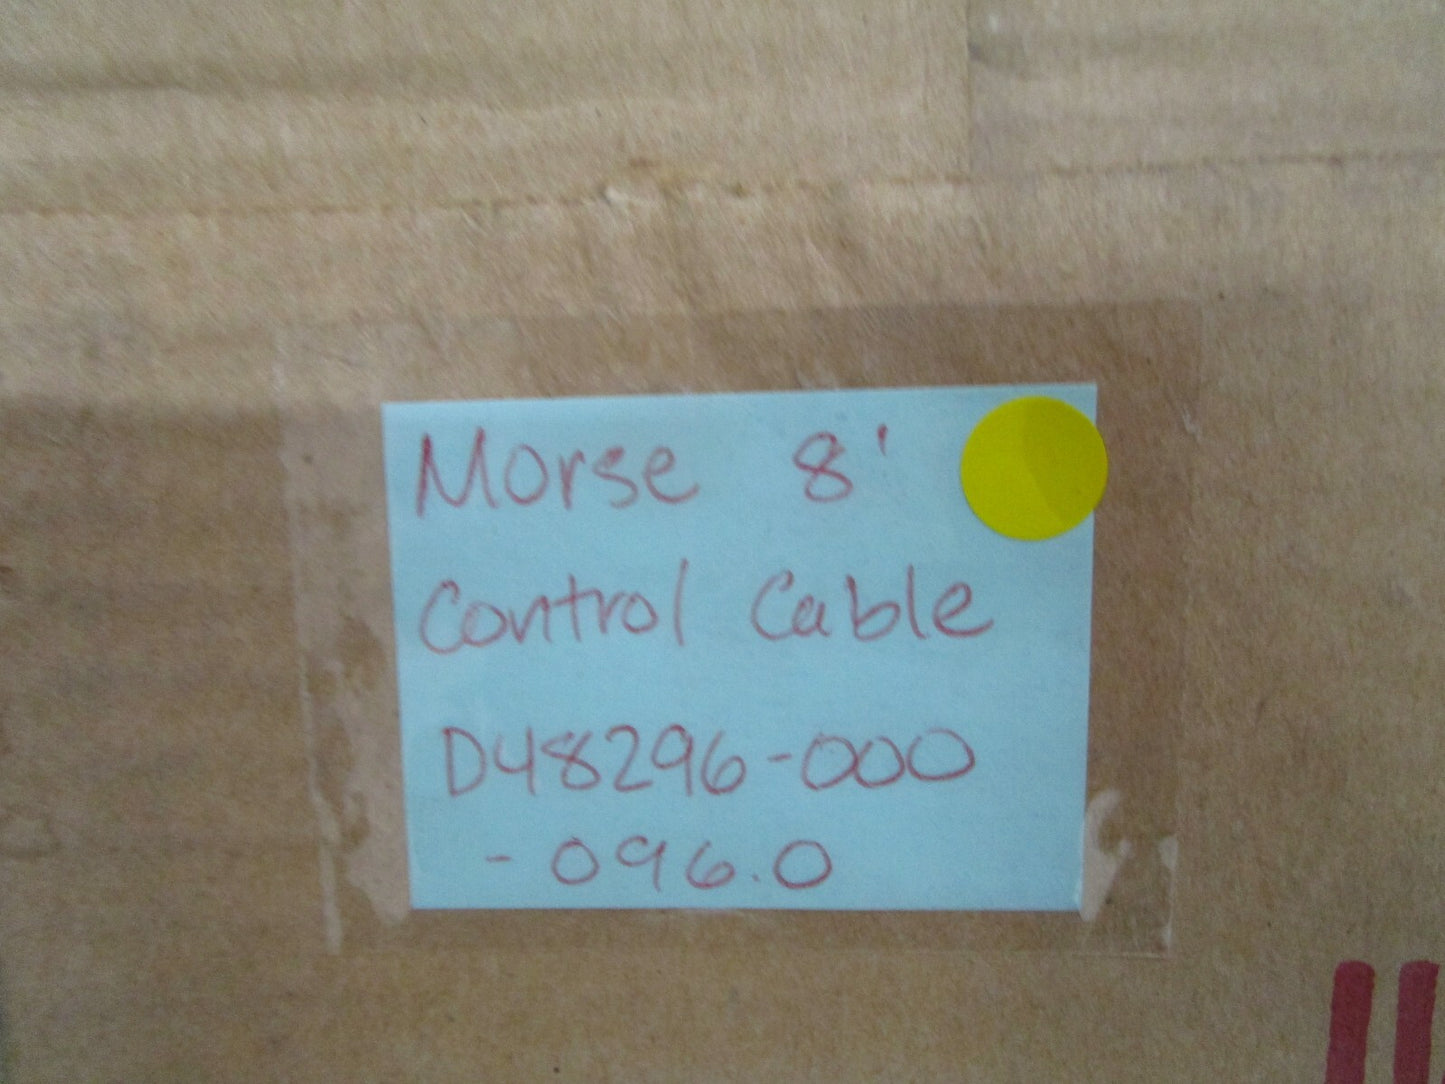 Morse 8'
Control Cable
D48296-000
-096.0